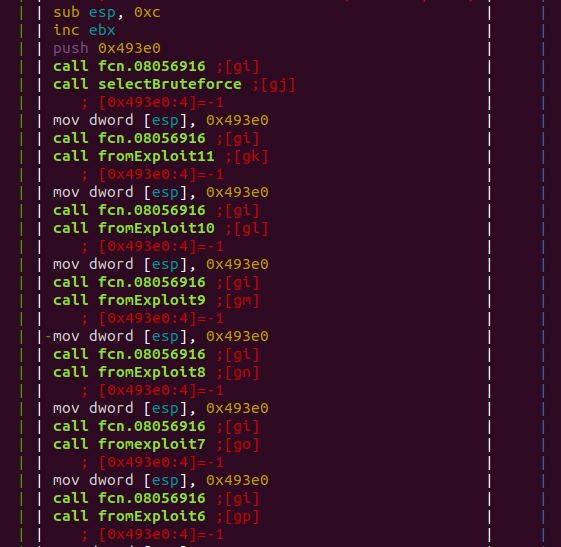 sub esp, 0xc
inc ebx
push 0x493e0
call fcn.08056916 ;[gi]
call selectBruteforce ;[gj]
; [0x493e0:4]=-1
mov dword [esp], 0x493e0
call fcn.08056916 ;[gi]
call fromExploit11 ;[gk]
; [0x493e0:4]=-1
mov dword [esp], 0x493e0
call fcn.08056916 ;[gi]
call fromExploit10 ;[gl]
; [0x493e0:4]=-1
mov dword [esp], 0x493e0
call fcn.08056916 ;[gi]
call fromExploit9 ;[gm]
; [0x493e0:4]=-1
mov dword [esp], 0x493e0
call fcn.08056916 ;[gi]
call fromExploit8 ;[gn]
; [0x493e0:4]=-1
mov dword [esp], 0x493e0
call fcn.08056916 ;[gi]
call fromexploit7 ;[go]
; [0x493e0:4]=-1
mov dword [esp], 0x493e0
call fcn.08056916 ;[gi]
call fromExploit6 ;[gp]
; [0x493e0:4]=-1